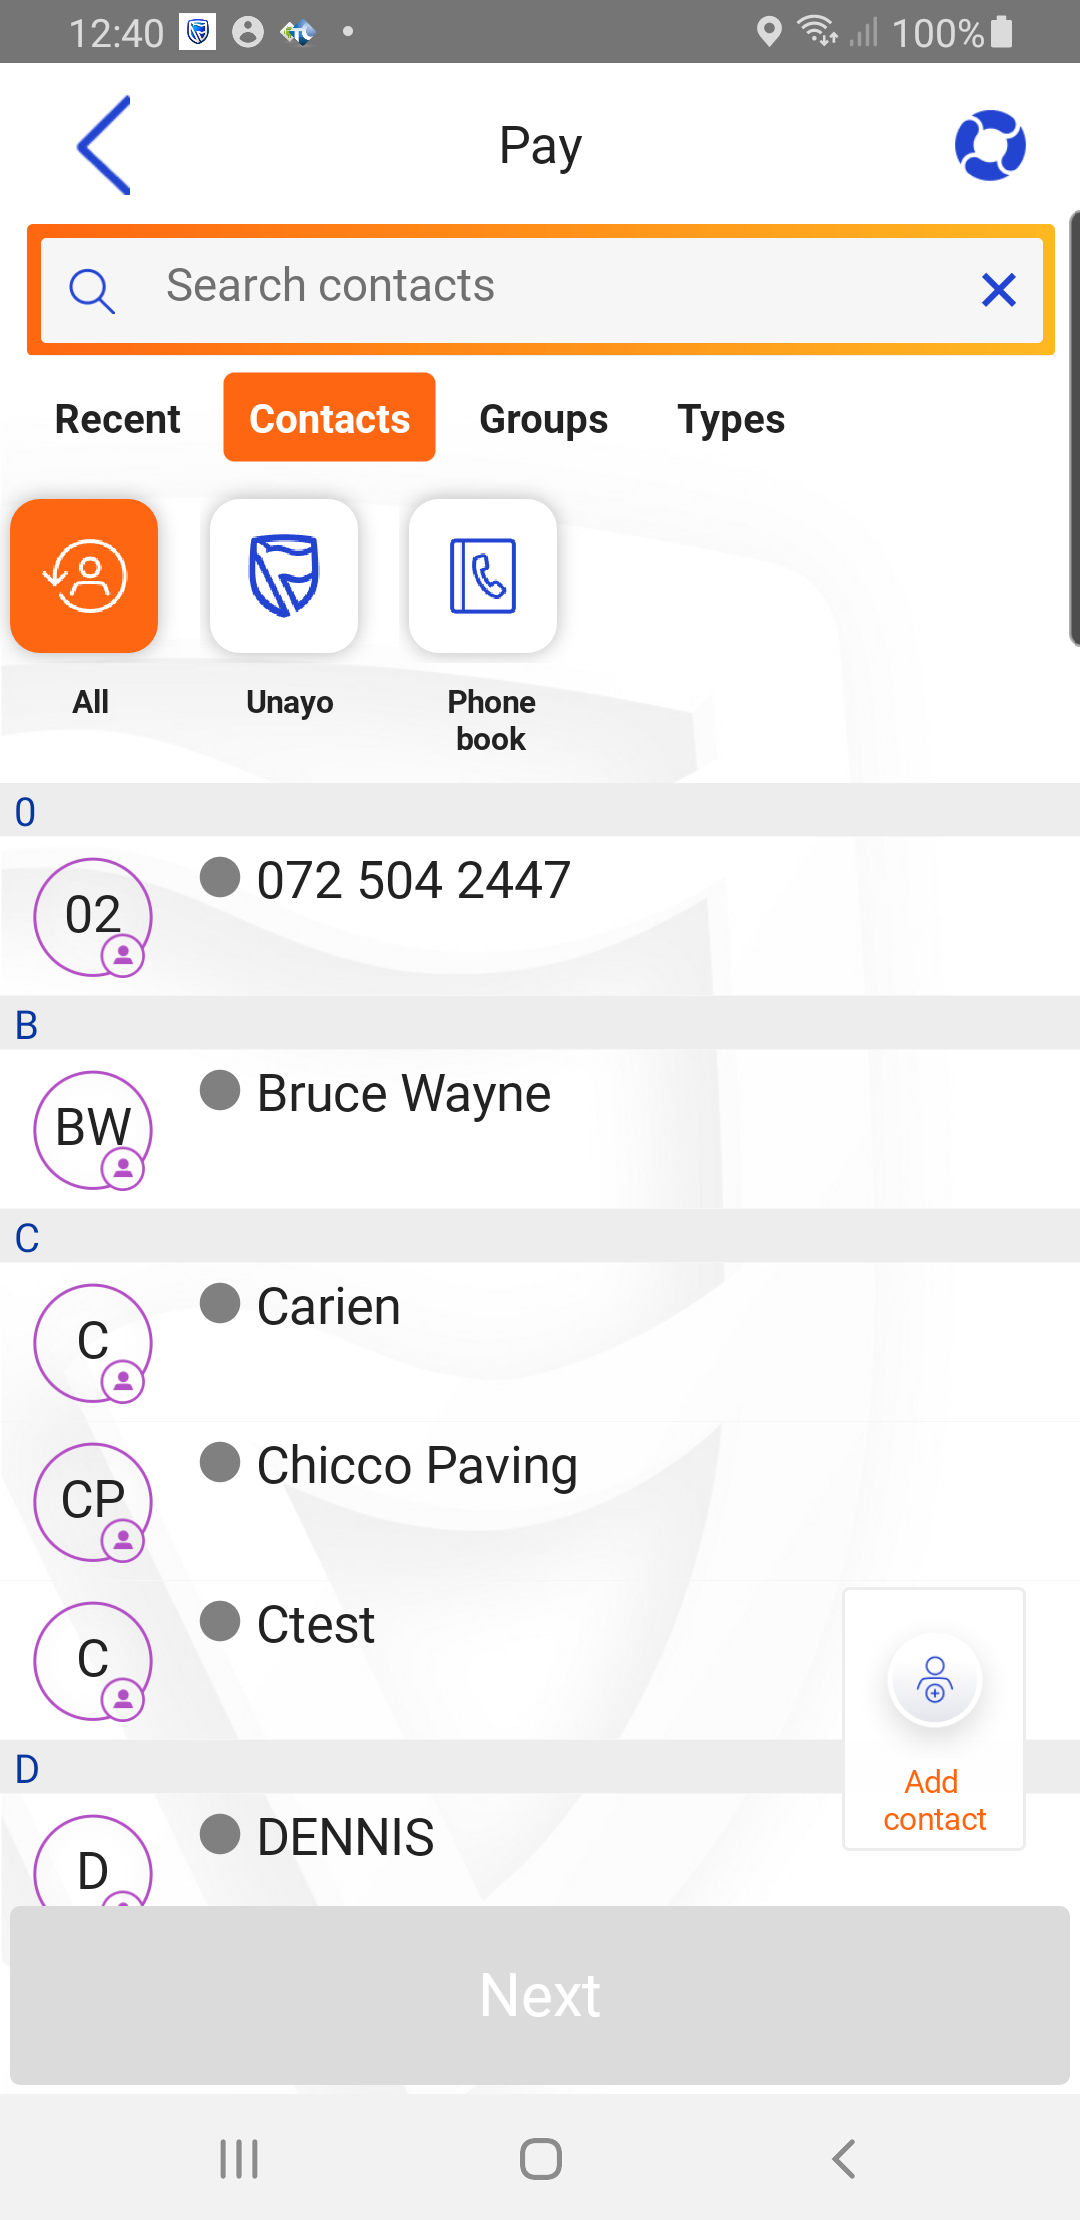 12:40
100%
Pay
Search contacts
Recent Contacts Groups Types
All Unayo Phone book
0
02 072 504 2447
B
BW Bruce Wayne
C
C Carien
CP Chicco Paving
C Ctest
Add contact
D
D DENNIS
Next